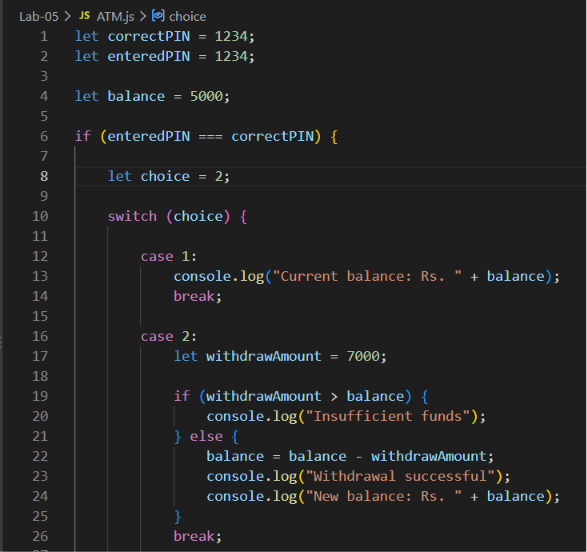 Lab-05 > JS ATM.js > choice
1 let correctPIN = 1234;
2 let enteredPIN = 1234;
3
4 let balance = 5000;
5
6 if (enteredPIN === correctPIN) {
7
8     let choice = 2;
9
10     switch (choice) {
11
12         case 1:
13             console.log("Current balance: Rs. " + balance);
14             break;
15
16         case 2:
17             let withdrawAmount = 7000;
18
19             if (withdrawAmount > balance) {
20                 console.log("Insufficient funds");
21             } else {
22                 balance = balance - withdrawAmount;
23                 console.log("Withdrawal successful");
24                 console.log("New balance: Rs. " + balance);
25             }
26             break;